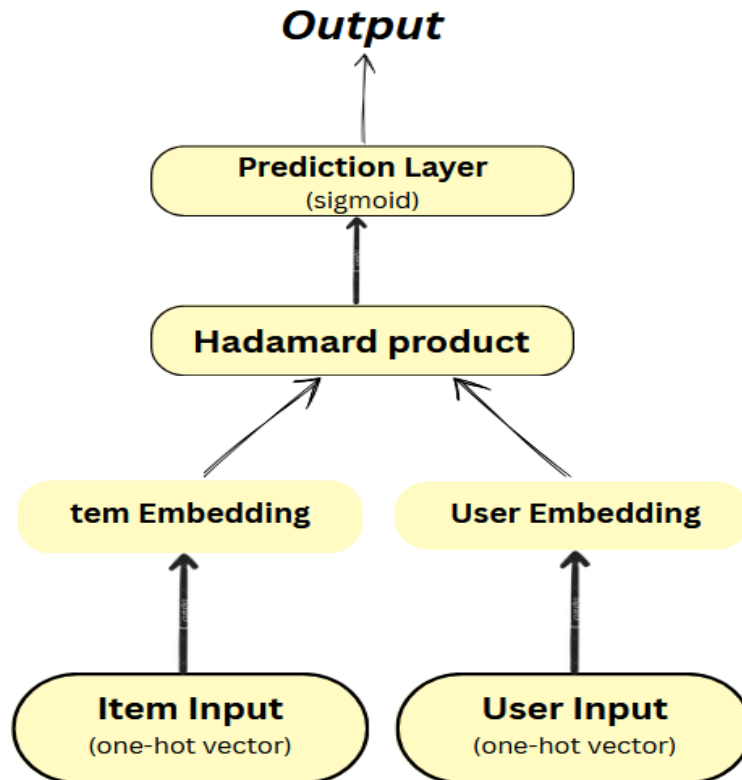 Output
Prediction Layer
(sigmoid)
Hadamard product
tem Embedding
User Embedding
Item Input
(one-hot vector)
User Input
(one-hot vector)